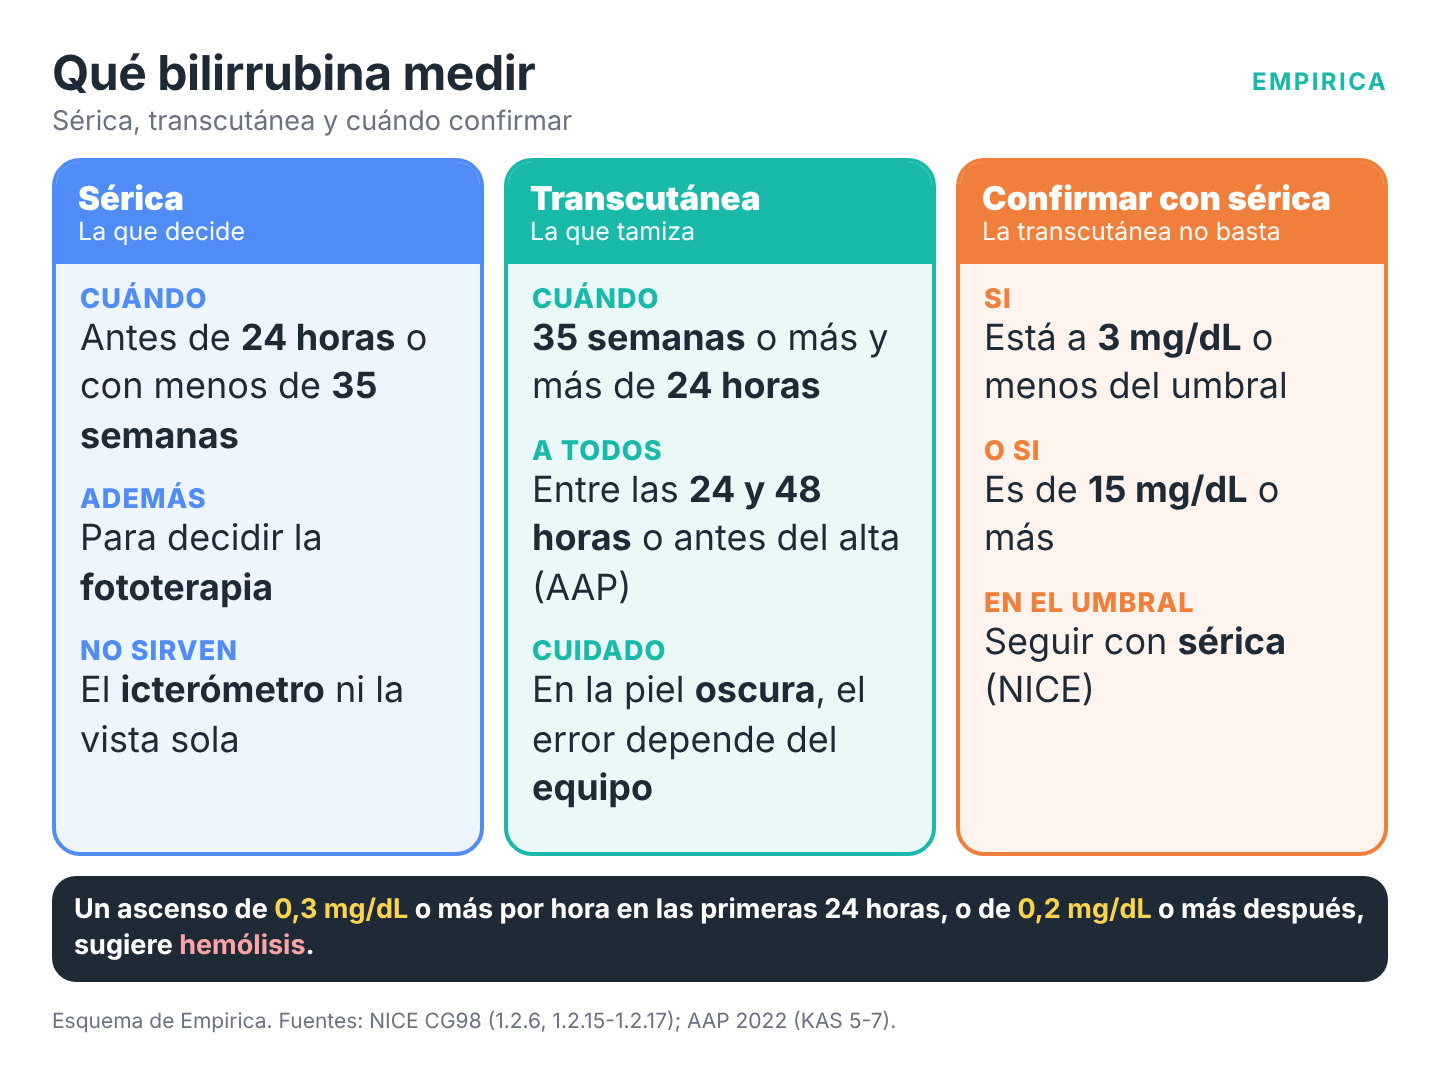 Qué bilirrubina medir
EMPIRICA
Sérica, transcutánea y cuándo confirmar
Sérica
La que decide
CUÁNDO
Antes de 24 horas o
con menos de 35
semanas
ADEMÁS
Para decidir la
fototerapia
NO SIRVEN
El icterómetro ni la
vista sola
Transcutánea
La que tamiza
CUÁNDO
35 semanas o más y
más de 24 horas
A TODOS
Entre las 24 y 48
horas o antes del alta
(AAP)
CUIDADO
En la piel oscura, el
error depende del
equipo
Confirmar con sérica
La transcutánea no basta
SI
Está a 3 mg/dL o
menos del umbral
O SI
Es de 15 mg/dL o
más
EN EL UMBRAL
Seguir con sérica
(NICE)
Un ascenso de 0,3 mg/dL o más por hora en las primeras 24 horas, o de 0,2 mg/dL o más después,
sugiere hemólisis.
Esquema de Empirica. Fuentes: NICE CG98 (1.2.6, 1.2.15-1.2.17); AAP 2022 (KAS 5-7).